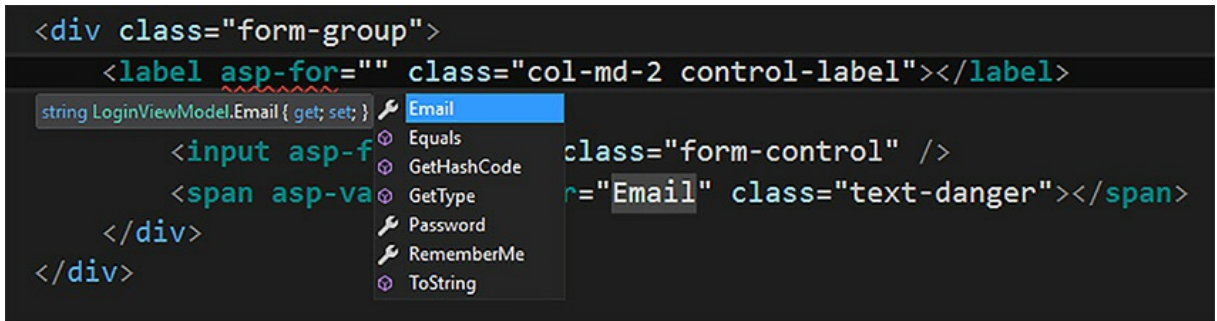 <div class="form-group">
<label asp-for="" class="col-md-2 control-label"></label>
string LoginViewModel.Email { get; set; }
Email
Equals
GetHashCode
GetType
Password
RememberMe
ToString
<input asp-f class="form-control" />
<span asp-va r="Email" class="text-danger"></span>
</div>
</div>